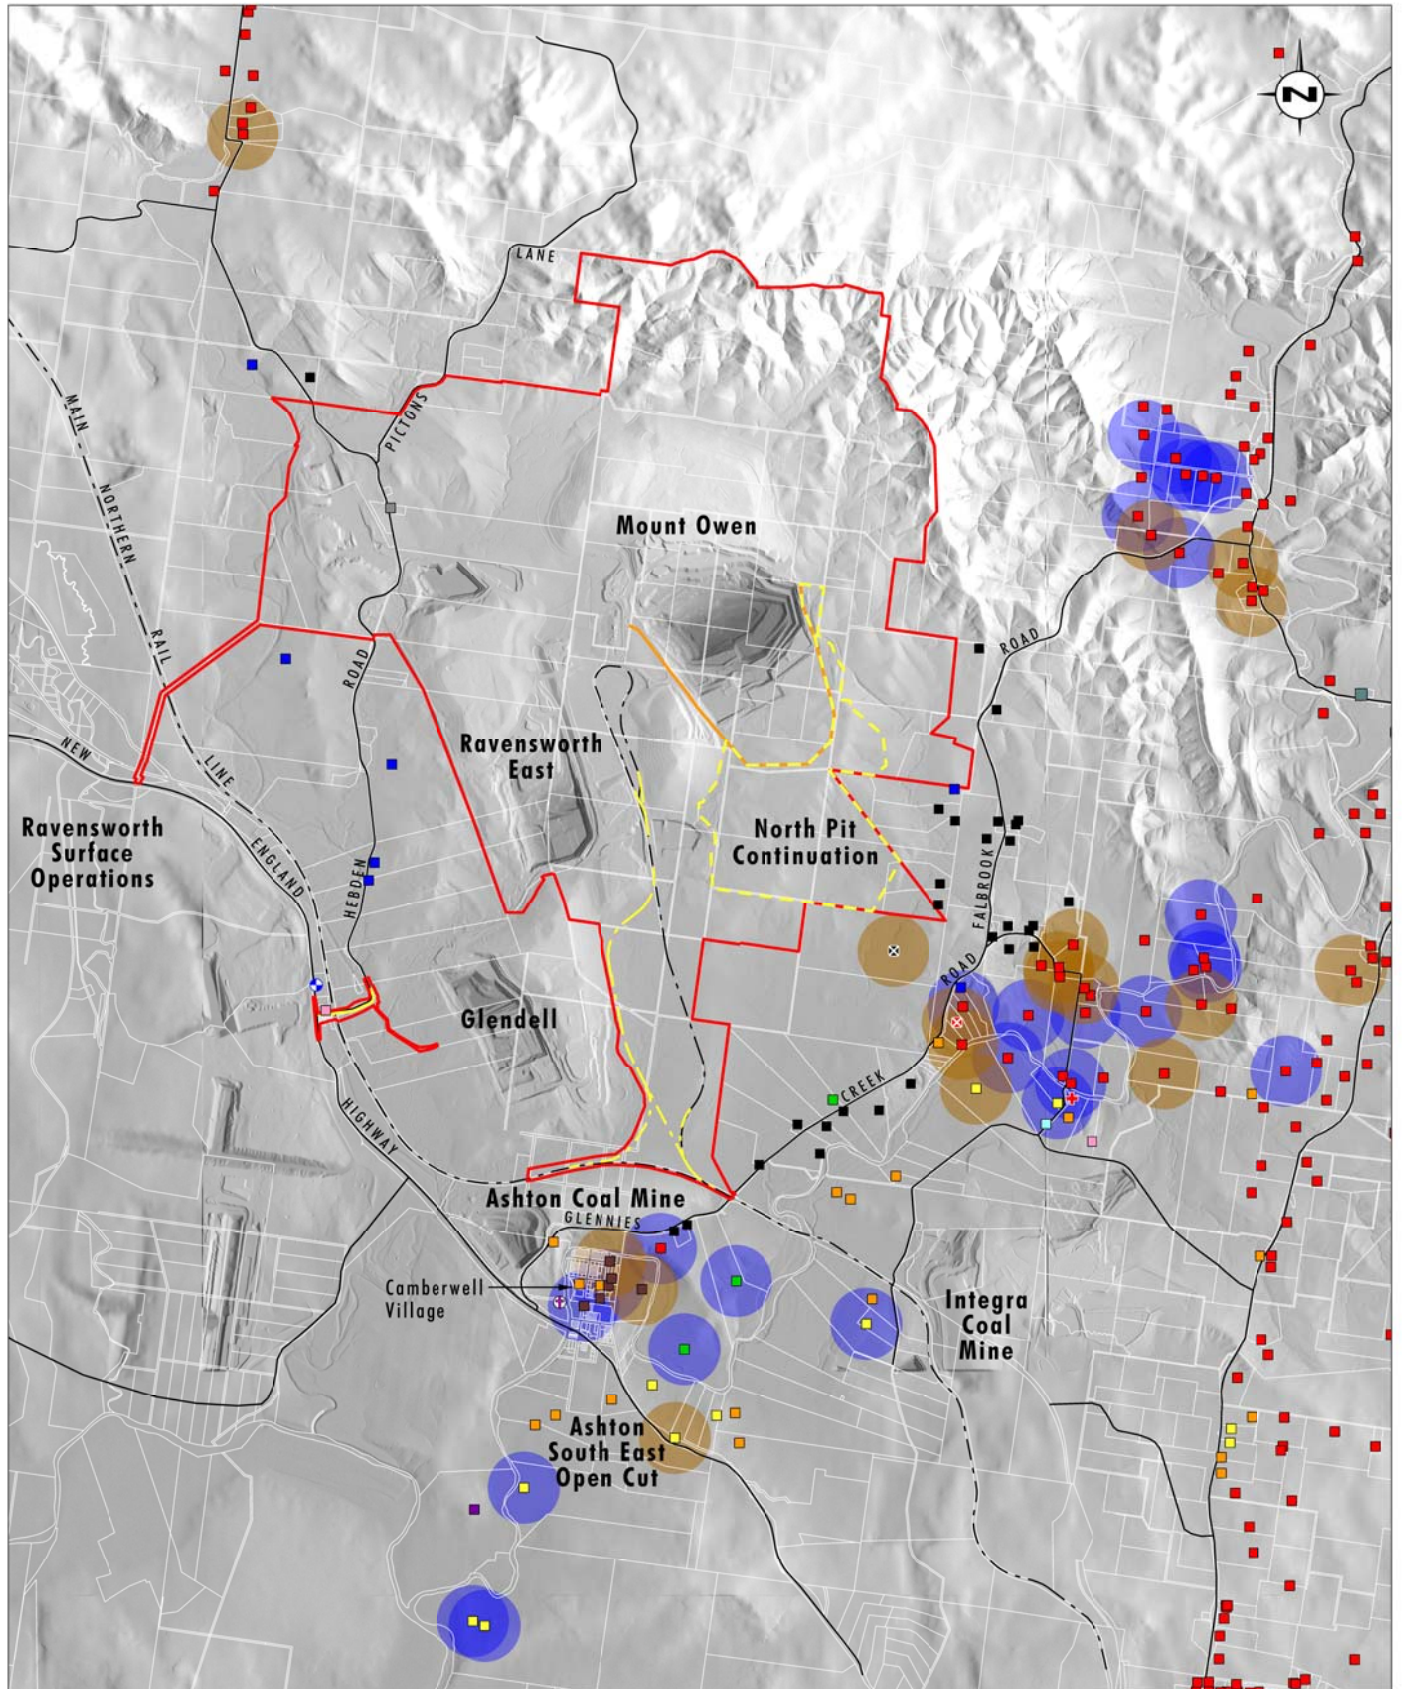 LANE
MAIN
PICTONS
NORTHERN
Mount Owen
RAIL
ROAD
ROAD
NEW
LINE
Ravensworth
East
Ravensworth
Surface
Operations
ENGLAND
HEBDEN
North Pit
Continuation
FALBROOK
ROAD
Glendell
CREEK
HIGHWAY
Ashton Coal Mine
GLENNIES
Camberwell
Village
Integra
Coal
Mine
Ashton
South East
Open Cut
N